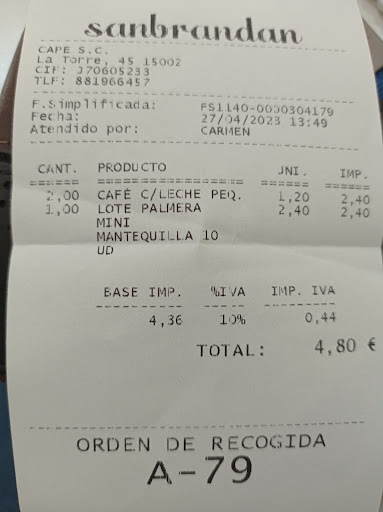 sanbrandan
CAPE S.C.
La Torre, 45 15002
CIF: J70605233
TLF: 881966457
F.Simplificada: FS1140-0000304179
Fecha: 27/04/2023 13:49
Atendido por: CARMEN
CANT. PRODUCTO UNI. IMP.
2,00 CAFÉ C/LECHE PEQ. 1,20 2,40
1,00 LOTE PALMERA 2,40 2,40
MINI
MANTEQUILLA 10
UD
BASE IMP. %IVA IMP. IVA
4,36 10% 0,44
TOTAL: 4,80 €
ORDEN DE RECOGIDA
A-79